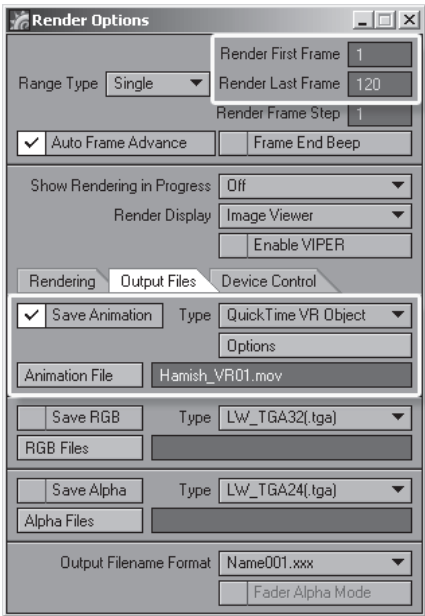 Render Options
Render First Frame 1
Range Type Single Render Last Frame 120
Render Frame Step 1
Auto Frame Advance Frame End Beep
Show Rendering in Progress Off
Render Display Image Viewer
Enable VIPER
Rendering Output Files Device Control
Save Animation Type QuickTime VR Object
Options
Animation File Hamish_VR01.mov
Save RGB Type LW_TGA32(.tga)
RGB Files
Save Alpha Type LW_TGA24(.tga)
Alpha Files
Output Filename Format Name001.xxx
Fader Alpha Mode